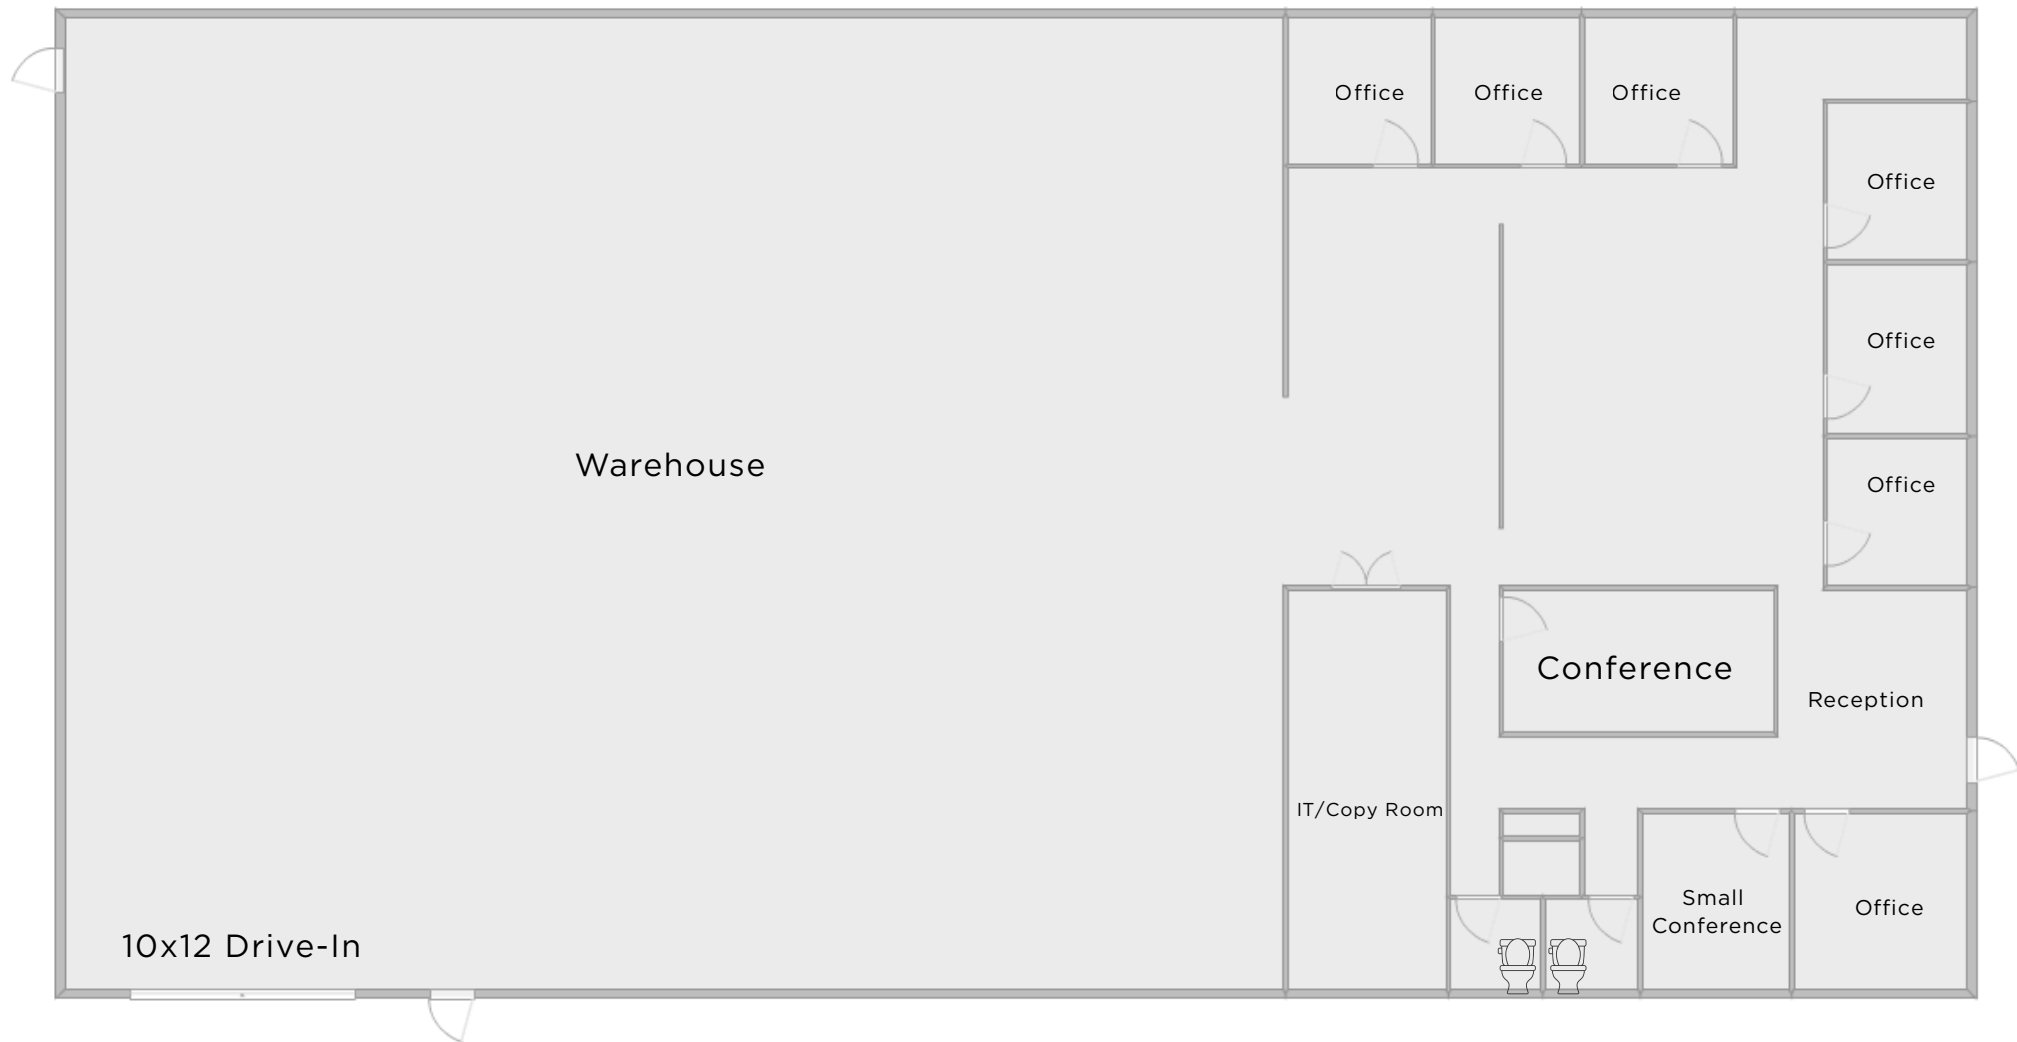 Office
Office
Office
Office
Office
Warehouse
Office
Conference
Reception
IT/Copy Room
Small
Conference
Office
10x12 Drive-In